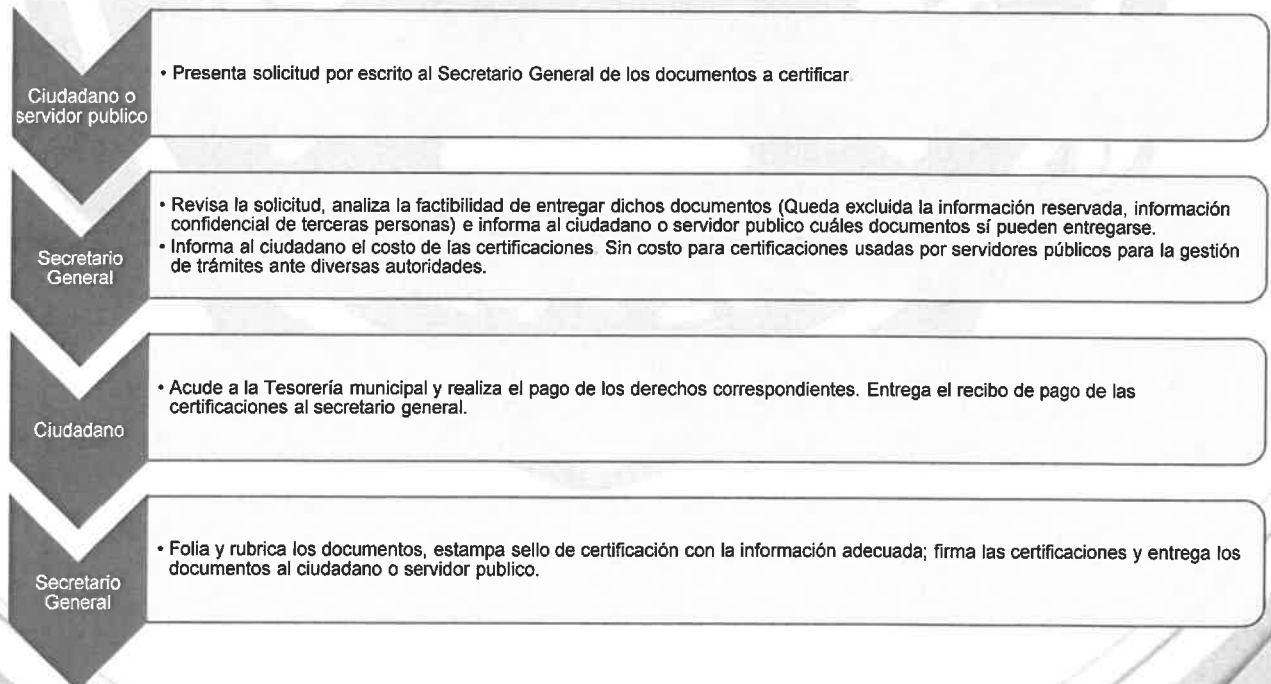 Ciudadano o
servidor publico
• Presenta solicitud por escrito al Secretario General de los documentos a certificar.
Secretario
General
• Revisa la solicitud, analiza la factibilidad de entregar dichos documentos (Queda excluida la información reservada, información
confidencial de terceras personas) e informa al ciudadano o servidor publico cuáles documentos sí pueden entregarse.
• Informa al ciudadano el costo de las certificaciones. Sin costo para certificaciones usadas por servidores públicos para la gestión
de trámites ante diversas autoridades.
Ciudadano
• Acude a la Tesorería municipal y realiza el pago de los derechos correspondientes. Entrega el recibo de pago de las
certificaciones al secretario general.
Secretario
General
• Folia y rubrica los documentos, estampa sello de certificación con la información adecuada; firma las certificaciones y entrega los
documentos al ciudadano o servidor publico.